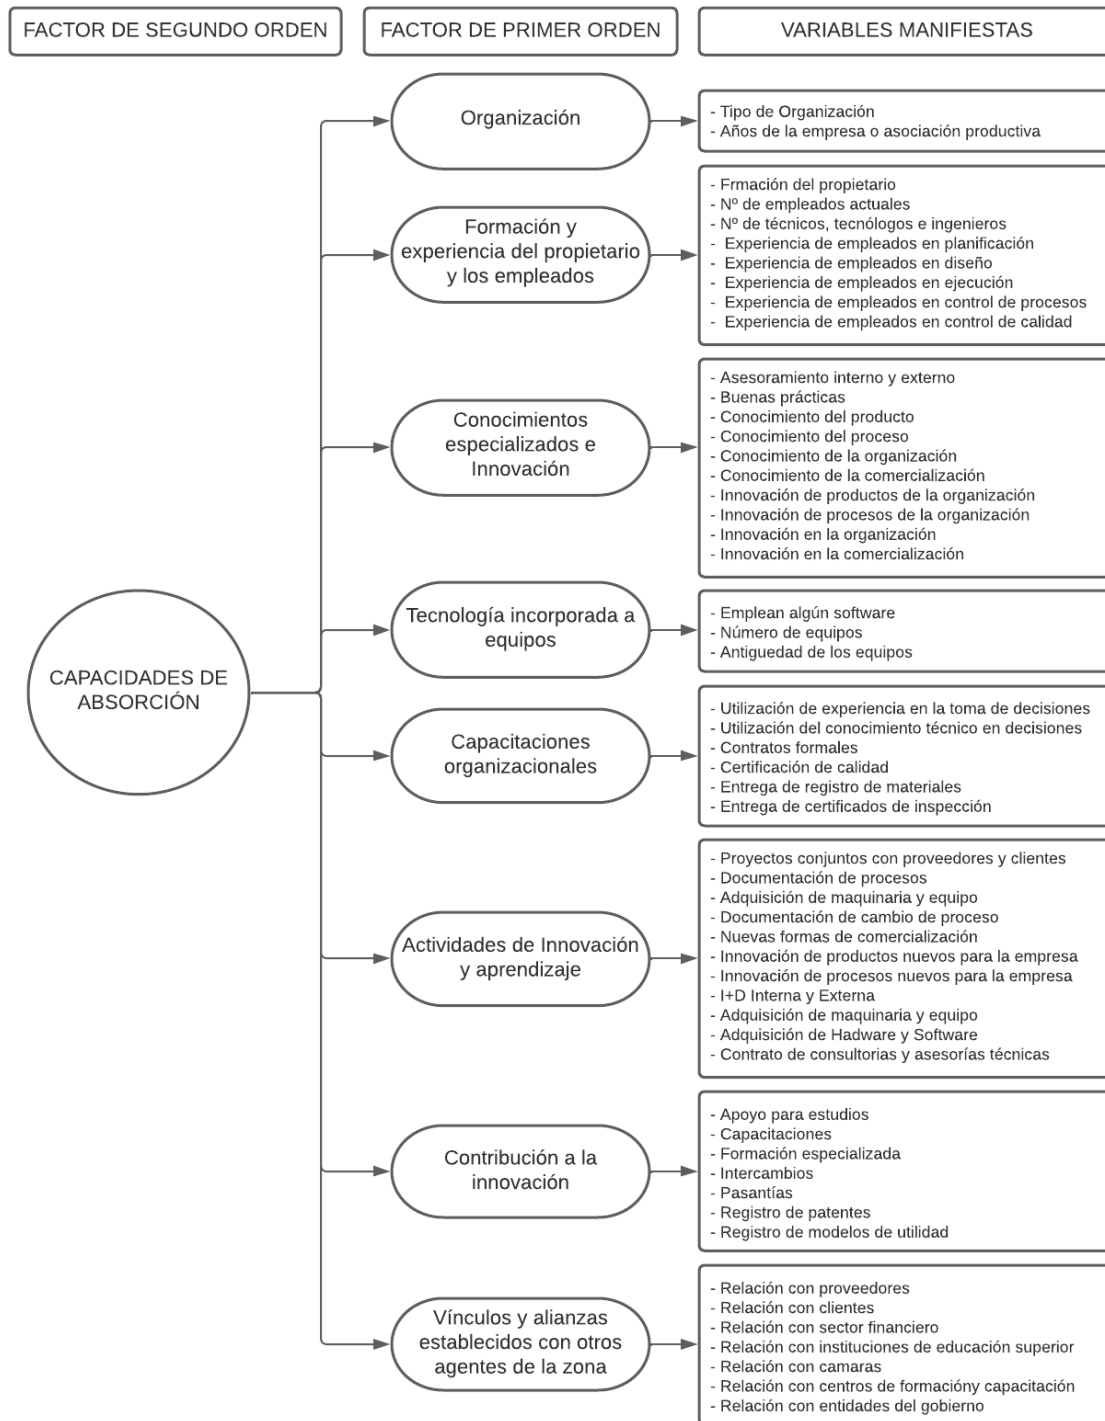 FACTOR DE SEGUNDO ORDEN
FACTOR DE PRIMER ORDEN
VARIABLES MANIFIESTAS
CAPACIDADES DE
ABSORCIÓN
Organización
- Tipo de Organización
- Años de la empresa o asociación productiva
Formación y
experiencia del propietario
y los empleados
- Frmación del propietario
- Nº de empleados actuales
- Nº de técnicos, tecnólogos e ingenieros
- Experiencia de empleados en planificación
- Experiencia de empleados en diseño
- Experiencia de empleados en ejecución
- Experiencia de empleados en control de procesos
- Experiencia de empleados en control de calidad
Conocimientos
especializados e
Innovación
- Asesoramiento interno y externo
- Buenas prácticas
- Conocimiento del producto
- Conocimiento del proceso
- Conocimiento de la organización
- Conocimiento de la comercialización
- Innovación de productos de la organización
- Innovación de procesos de la organización
- Innovación en la organización
- Innovación en la comercialización
Tecnología incorporada a
equipos
- Emplean algún software
- Número de equipos
- Antiguedad de los equipos
Capacitaciones
organizacionales
- Utilización de experiencia en la toma de decisiones
- Utilización del conocimiento técnico en decisiones
- Contratos formales
- Certificación de calidad
- Entrega de registro de materiales
- Entrega de certificados de inspección
Actividades de Innovación
y aprendizaje
- Proyectos conjuntos con proveedores y clientes
- Documentación de procesos
- Adquisición de maquinaria y equipo
- Documentación de cambio de proceso
- Nuevas formas de comercialización
- Innovación de productos nuevos para la empresa
- Innovación de procesos nuevos para la empresa
- I+D Interna y Externa
- Adquisición de maquinaria y equipo
- Adquisición de Hadware y Software
- Contrato de consultorias y asesorías técnicas
Contribución a la
innovación
- Apoyo para estudios
- Capacitaciones
- Formación especializada
- Intercambios
- Pasantías
- Registro de patentes
- Registro de modelos de utilidad
Vínculos y alianzas
establecidos con otros
agentes de la zona
- Relación con proveedores
- Relación con clientes
- Relación con sector financiero
- Relación con instituciones de educación superior
- Relación con camaras
- Relación con centros de formacióny capacitación
- Relación con entidades del gobierno